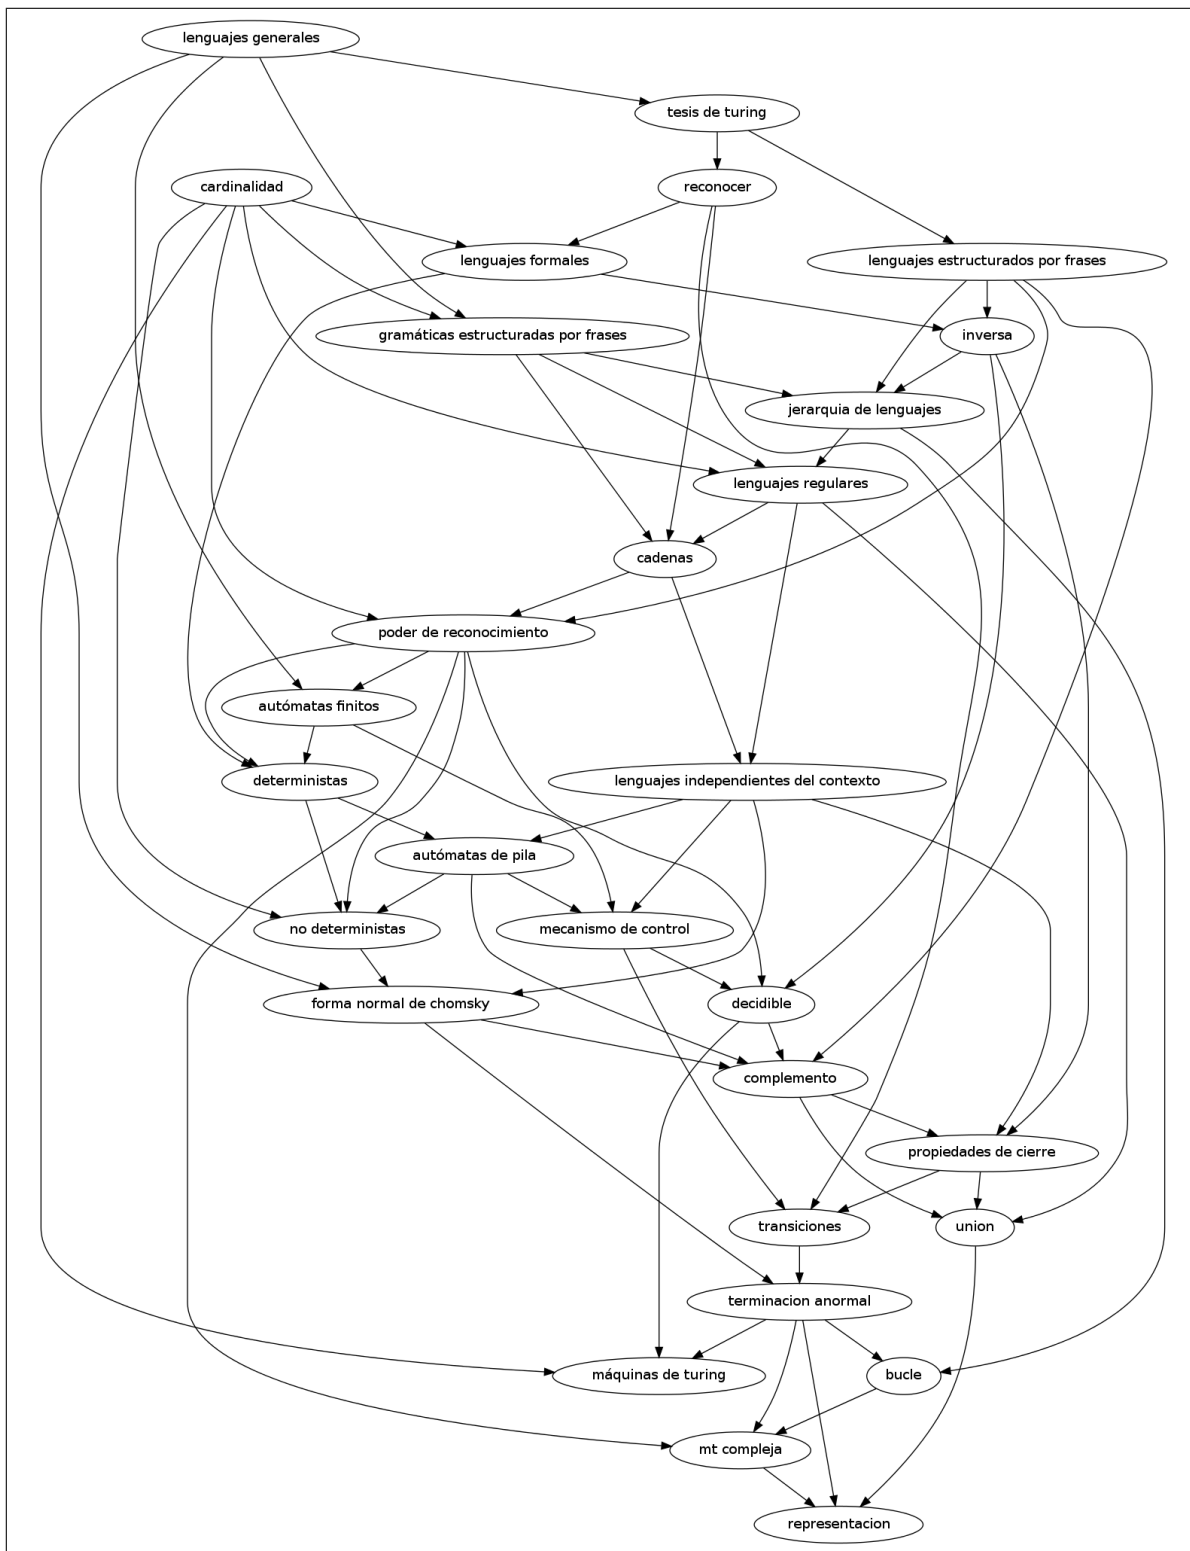 lenguajes generales
tesis de turing
cardinalidad
reconocer
lenguajes formales
lenguajes estructurados por frases
gramáticas estructuradas por frases
inversa
jerarquia de lenguajes
lenguajes regulares
cadenas
poder de reconocimiento
autómatas finitos
deterministas
lenguajes independientes del contexto
autómatas de pila
no deterministas
mecanismo de control
forma normal de chomsky
decidible
complemento
propiedades de cierre
transiciones
union
terminacion anormal
máquinas de turing
bucle
mt compleja
representacion